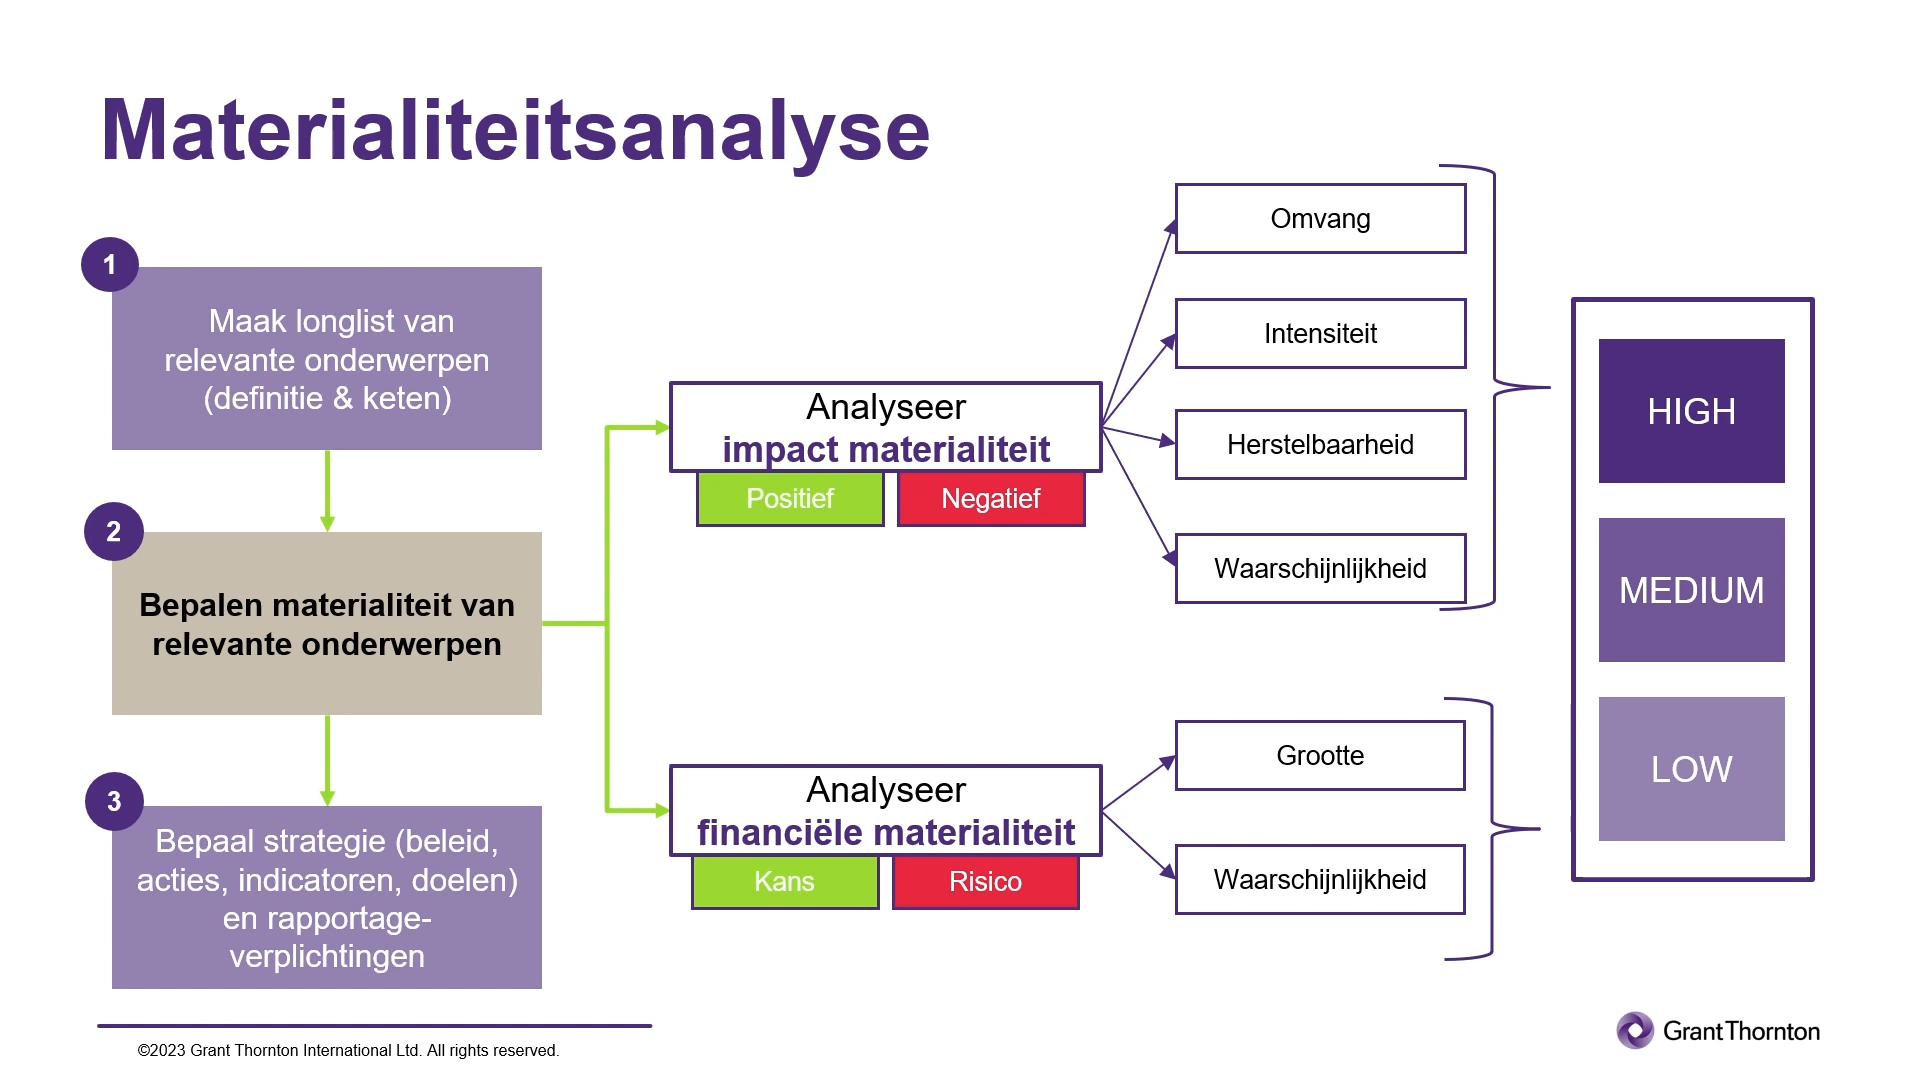 Materialiteitsanalyse
1
Maak longlist van
relevante onderwerpen
(definitie & keten)
2
Bepalen materialiteit van
relevante onderwerpen
3
Bepaal strategie (beleid,
acties, indicatoren, doelen)
en rapportage-
verplichtingen
Analyseer
impact materialiteit
Positief
Negatief
Omvang
Intensiteit
Herstelbaarheid
Waarschijnlijkheid
Analyseer
financiële materialiteit
Kans
Risico
Grootte
Waarschijnlijkheid
HIGH
MEDIUM
LOW
©2023 Grant Thornton International Ltd. All rights reserved.
Grant Thornton